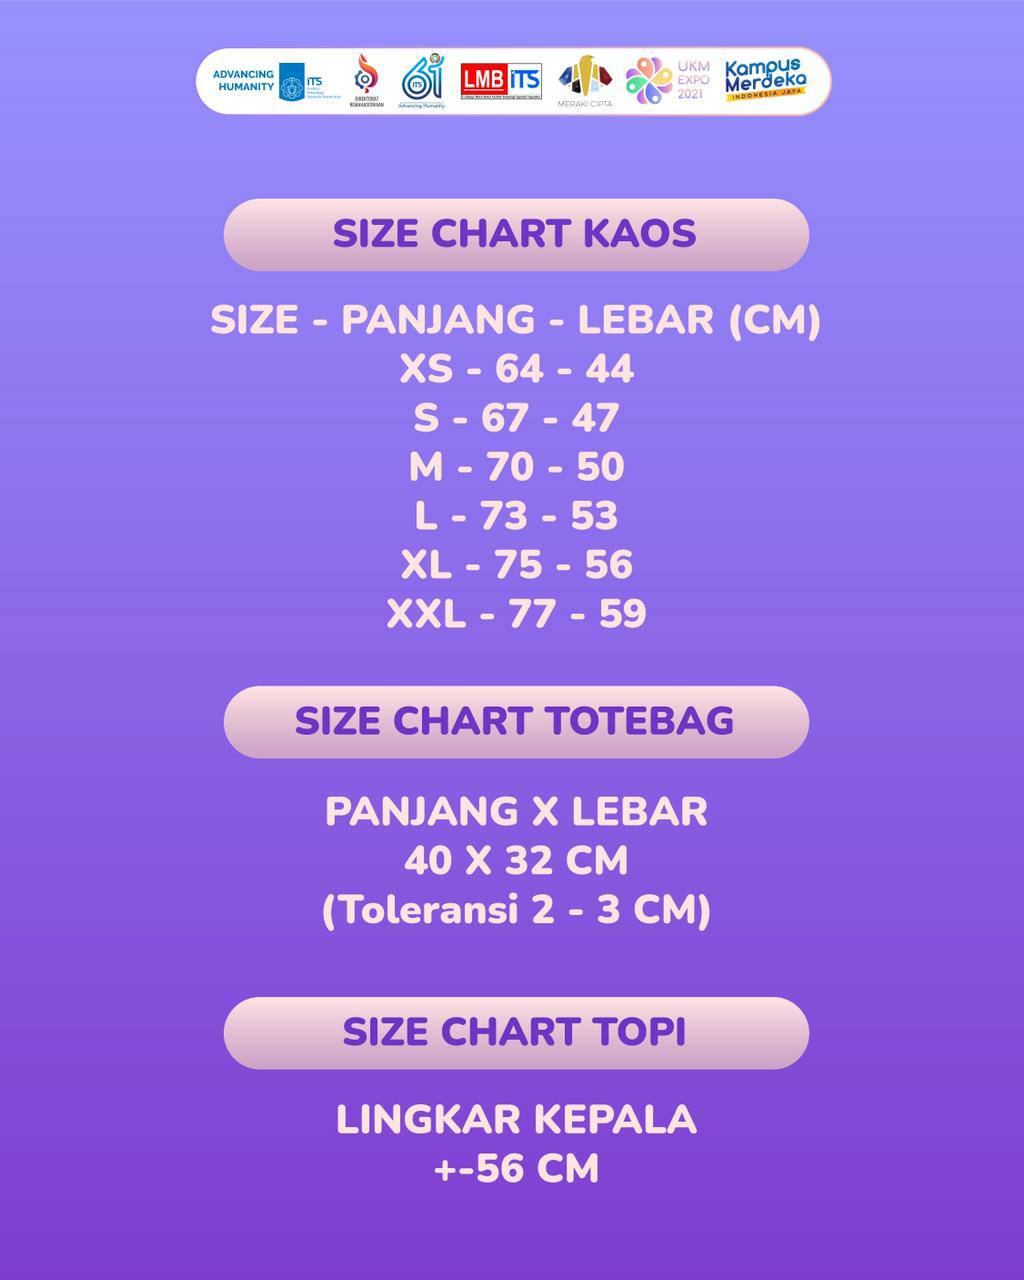 ADVANCING
HUMANITY
ITS
Institut
Teknologi
Sepuluh Nopember
DIREKTORAT
KEMAHASISWAAN
61
ITS
Advancing Humanity
LMB ITS
MERAKI CIPTA
UKM
EXPO
2021
Kampus
Merdeka
INDONESIA JAYA
SIZE CHART KAOS
SIZE - PANJANG - LEBAR (CM)
XS - 64 - 44
S - 67 - 47
M - 70 - 50
L - 73 - 53
XL - 75 - 56
XXL - 77 - 59
SIZE CHART TOTEBAG
PANJANG X LEBAR
40 X 32 CM
(Toleransi 2 - 3 CM)
SIZE CHART TOPI
LINGKAR KEPALA
+-56 CM